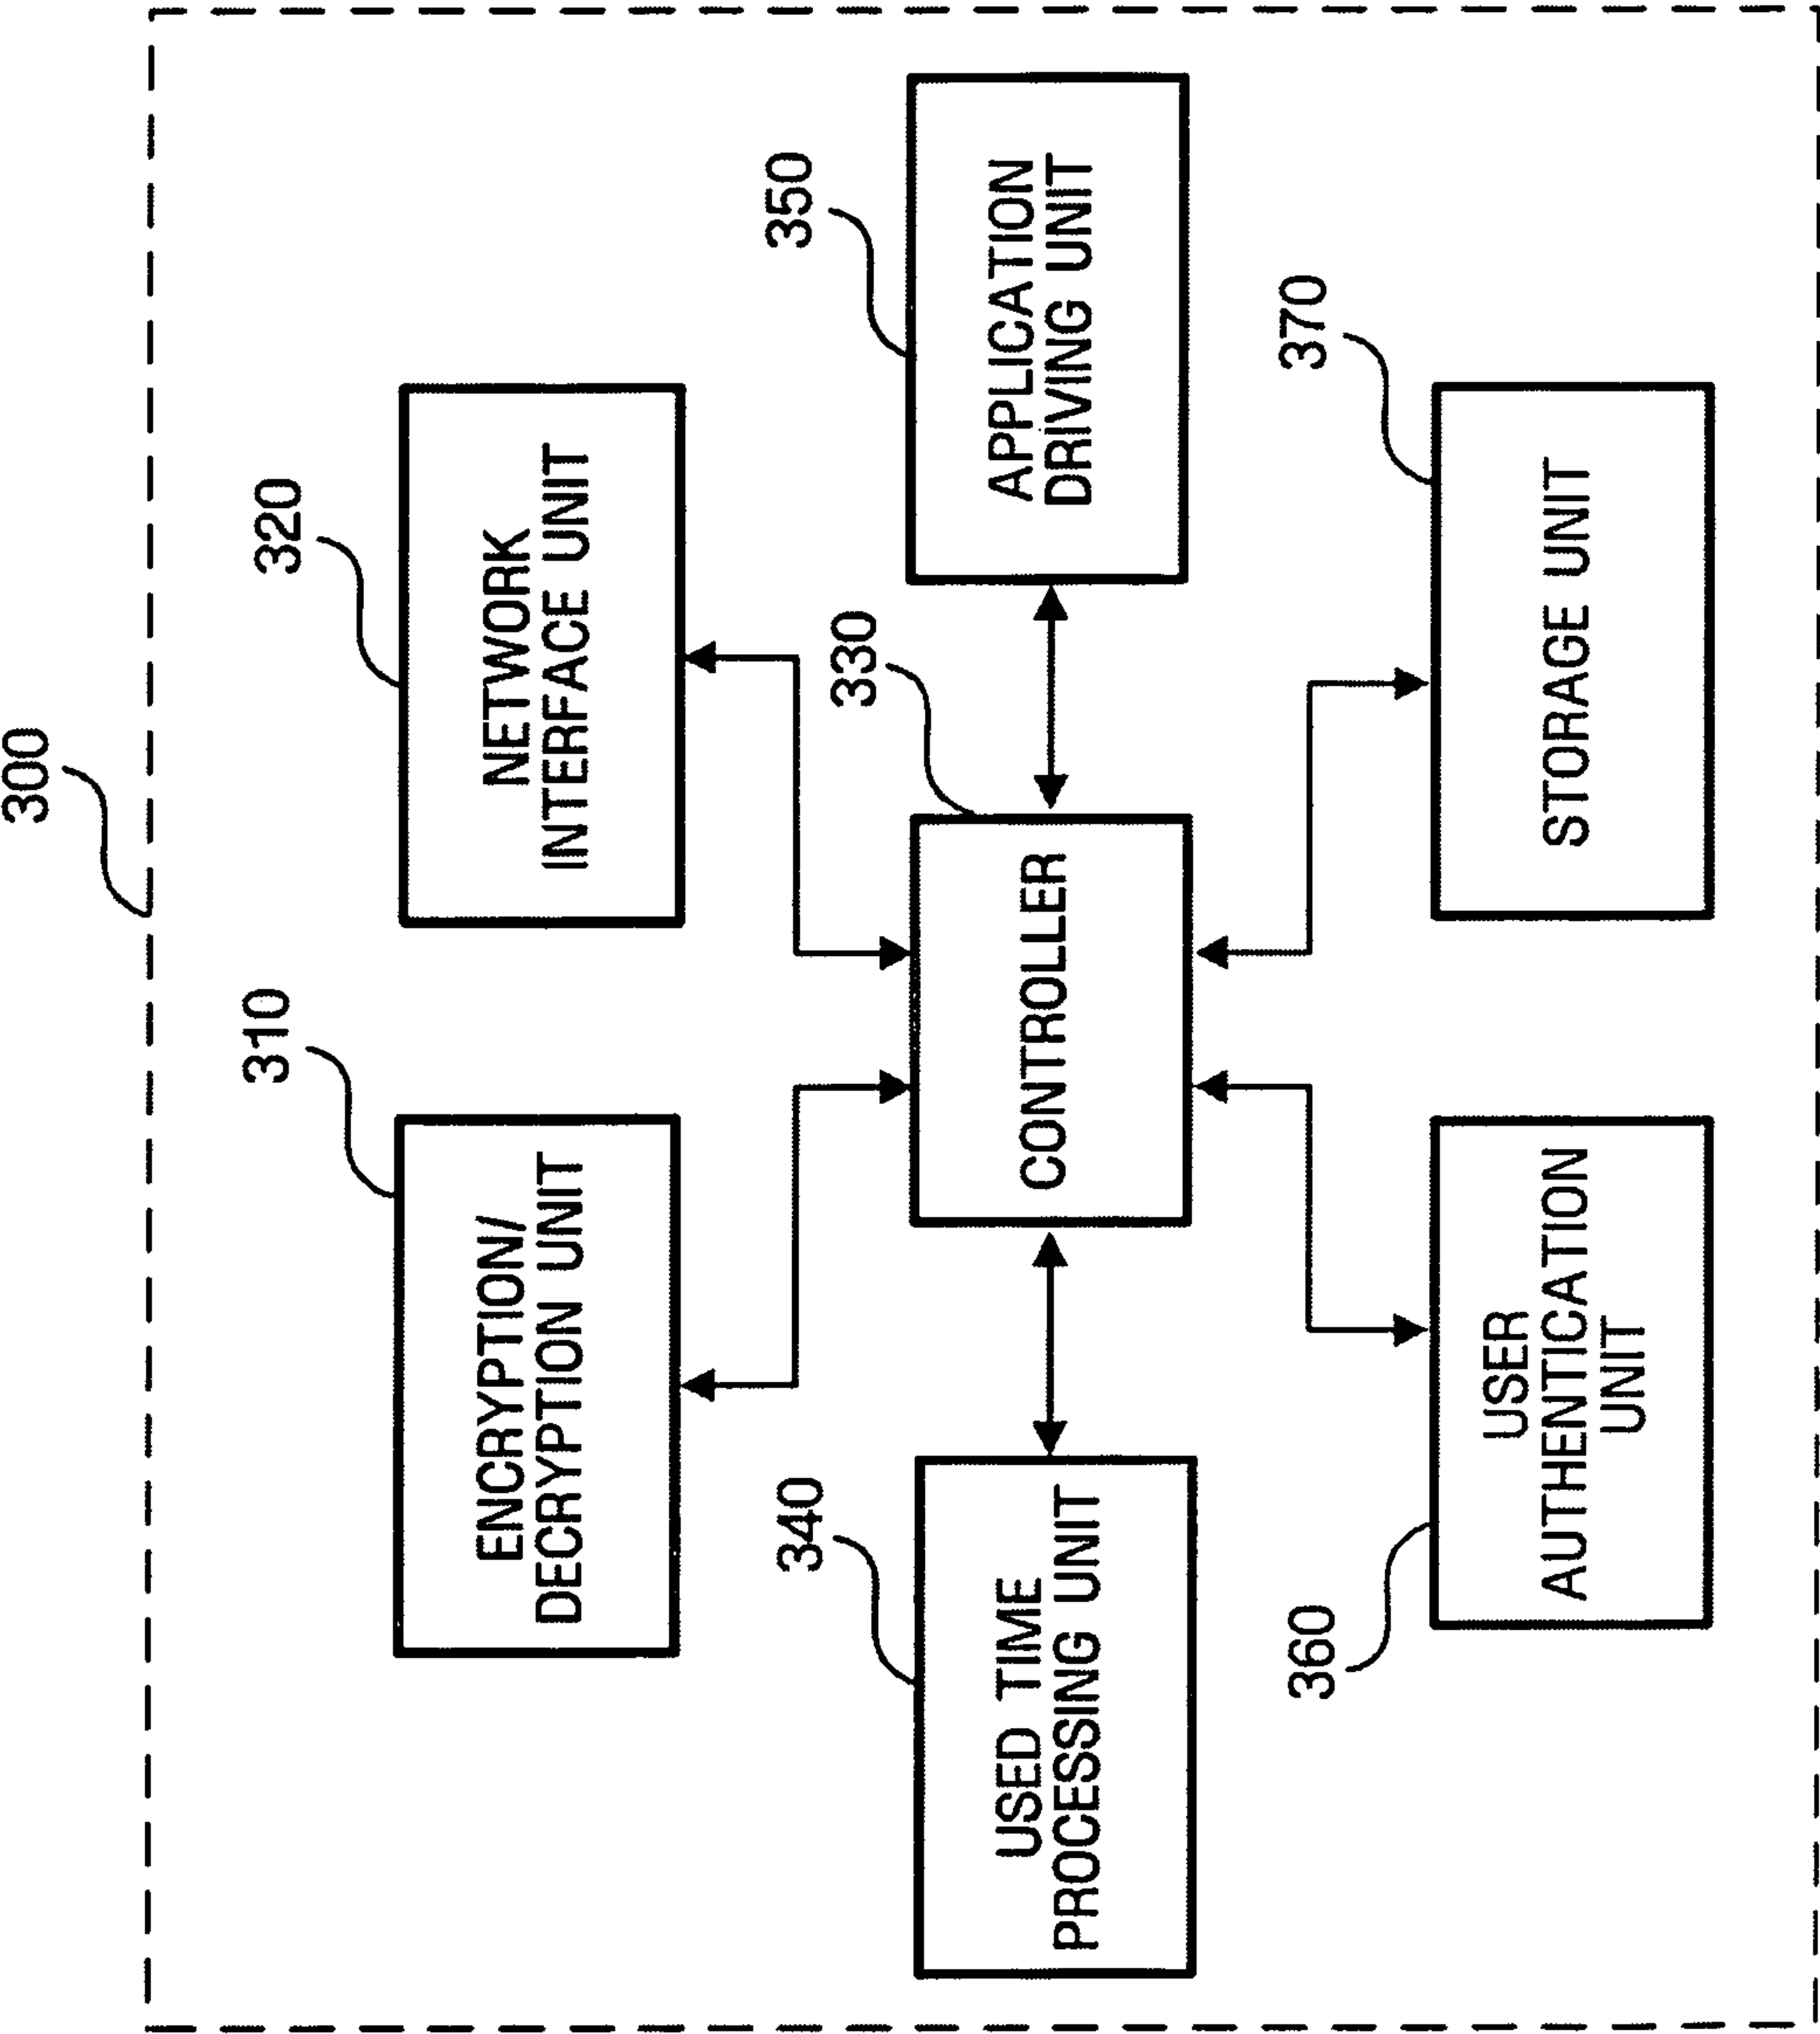 300
310
ENCRYPTION/
DECRYPTION UNIT
320
NETWORK
INTERFACE UNIT
340
USED TIME
PROCESSING UNIT
330
CONTROLLER
350
APPLICATION
DRIVING UNIT
360
USER
AUTHENTICATION
UNIT
370
STORAGE UNIT